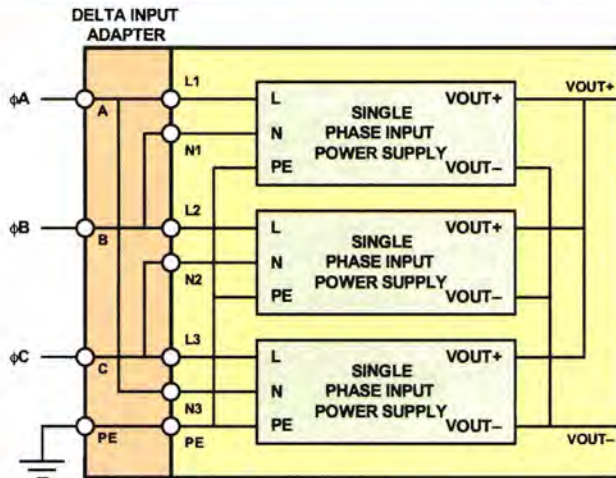 DELTA INPUT
ADAPTER
ϕA
A
L1
N1
ϕB
B
L2
N2
ϕC
C
L3
N3
PE
PE
L
N
PE
SINGLE
PHASE INPUT
POWER SUPPLY
VOUT+
VOUT–
L
N
PE
SINGLE
PHASE INPUT
POWER SUPPLY
VOUT+
VOUT–
L
N
PE
SINGLE
PHASE INPUT
POWER SUPPLY
VOUT+
VOUT–
VOUT+
VOUT–